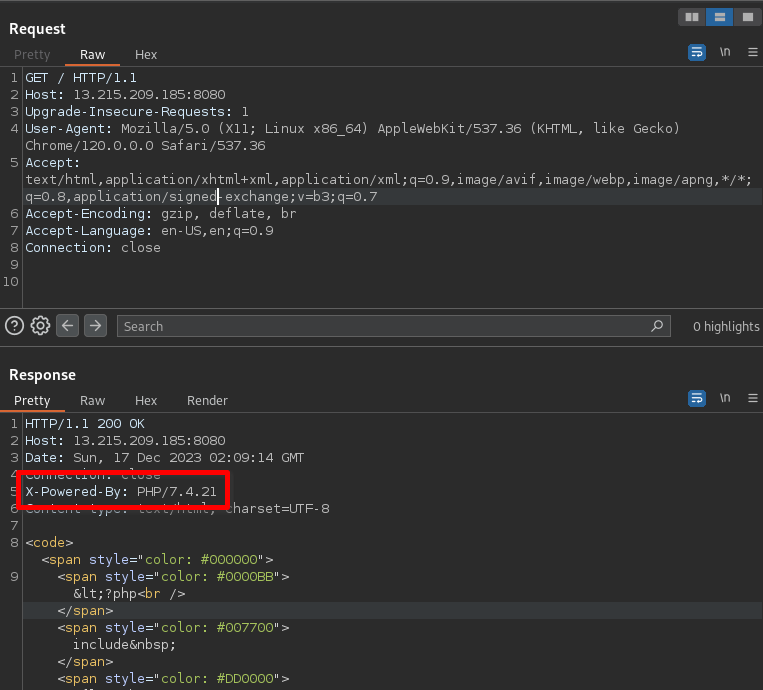 Request
Pretty Raw Hex \n
1 GET / HTTP/1.1
2 Host: 13.215.209.185:8080
3 Upgrade-Insecure-Requests: 1
4 User-Agent: Mozilla/5.0 (X11; Linux x86_64) AppleWebKit/537.36 (KHTML, like Gecko)
Chrome/120.0.0.0 Safari/537.36
5 Accept:
text/html,application/xhtml+xml,application/xml;q=0.9,image/avif,image/webp,image/apng,*/*;
q=0.8,application/signed-exchange;v=b3;q=0.7
6 Accept-Encoding: gzip, deflate, br
7 Accept-Language: en-US,en;q=0.9
8 Connection: close
9
10
Search 0 highlights
Response
Pretty Raw Hex Render \n
1 HTTP/1.1 200 OK
2 Host: 13.215.209.185:8080
3 Date: Sun, 17 Dec 2023 02:09:14 GMT
4 Connection: close
5 X-Powered-By: PHP/7.4.21
6 Content-type: text/html; charset=UTF-8
7
8 <code>
<span style="color: #000000">
9 <span style="color: #0000BB">
&lt;?php<br />
</span>
<span style="color: #007700">
include&nbsp;
</span>
<span style="color: #DD0000">